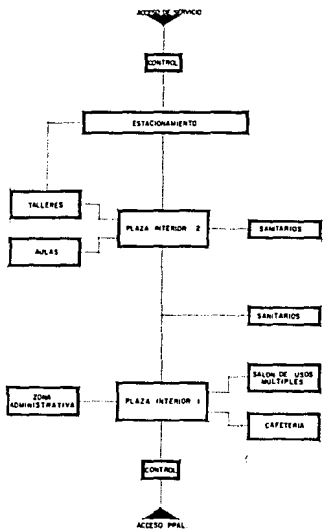 ACCESO DE SERVICIO
CONTROL
ESTACIONAMIENTO
TALLERES
PLAZA INTERIOR 2
SANITARIOS
AULAS
SANITARIOS
SALON DE USOS
MULTIPLES
ZONA
ADMINISTRATIVA
PLAZA INTERIOR 1
CAFETERIA
CONTROL
ACCESO PPAL.